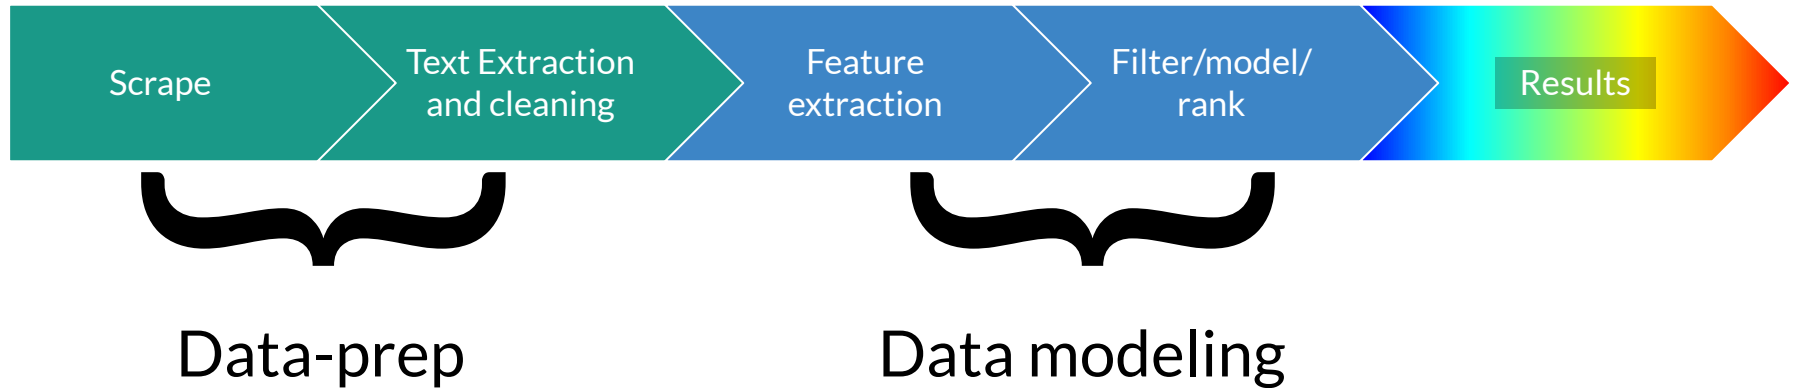 Scrape
Text Extraction
and cleaning
Feature
extraction
Filter/model/
rank
Results
Data-prep
Data modeling